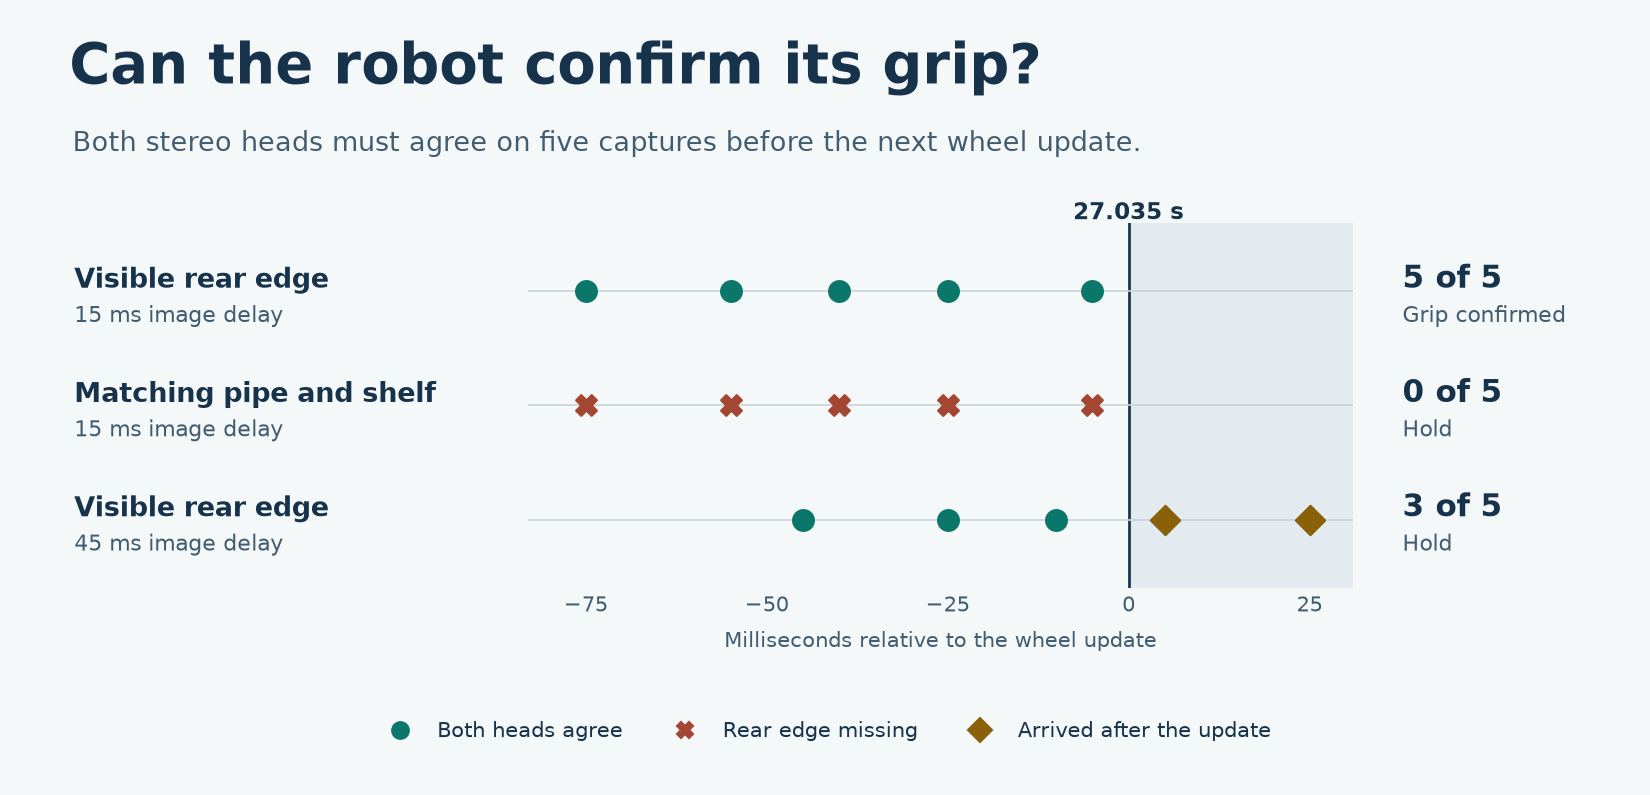 Can the robot confirm its grip?
Both stereo heads must agree on five captures before the next wheel update.
27.035 s
Visible rear edge
15 ms image delay
5 of 5
Grip confirmed
Matching pipe and shelf
15 ms image delay
0 of 5
Hold
Visible rear edge
45 ms image delay
3 of 5
Hold
−75 −50 −25 0 25
Milliseconds relative to the wheel update
Both heads agree Rear edge missing Arrived after the update